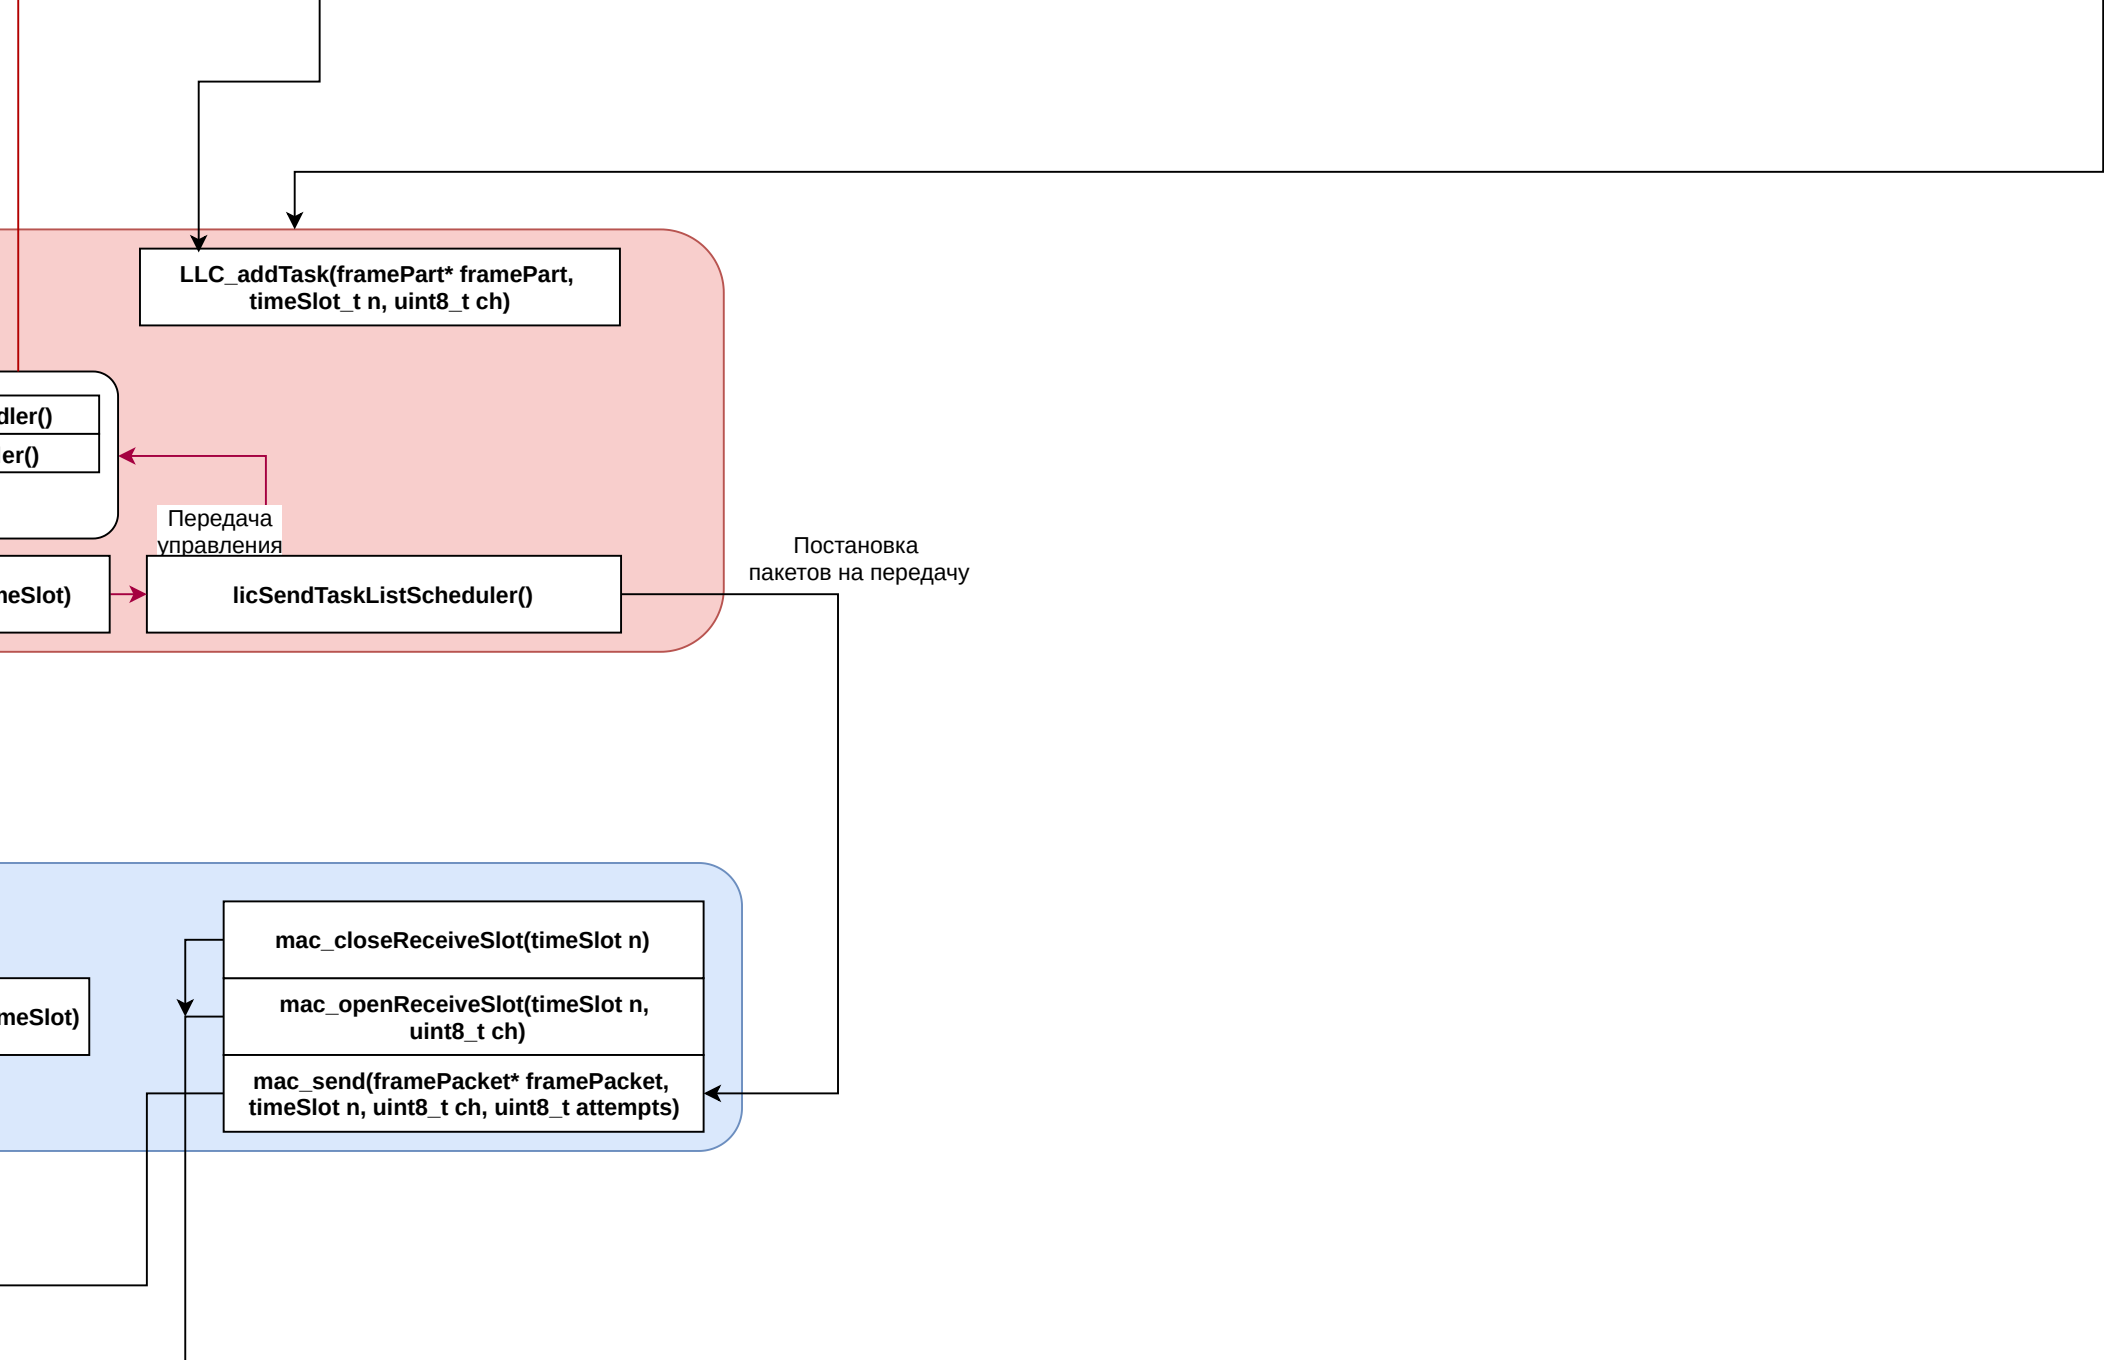 LLC_addTask(framePart* framePart,
timeSlot_t n, uint8_t ch)
dler()
er()
Передача
управления
Постановка
пакетов на передачу
neSlot)
licSendTaskListScheduler()
mac_closeReceiveSlot(timeSlot n)
mac_openReceiveSlot(timeSlot n,
uint8_t ch)
meSlot)
mac_send(framePacket* framePacket,
timeSlot n, uint8_t ch, uint8_t attempts)